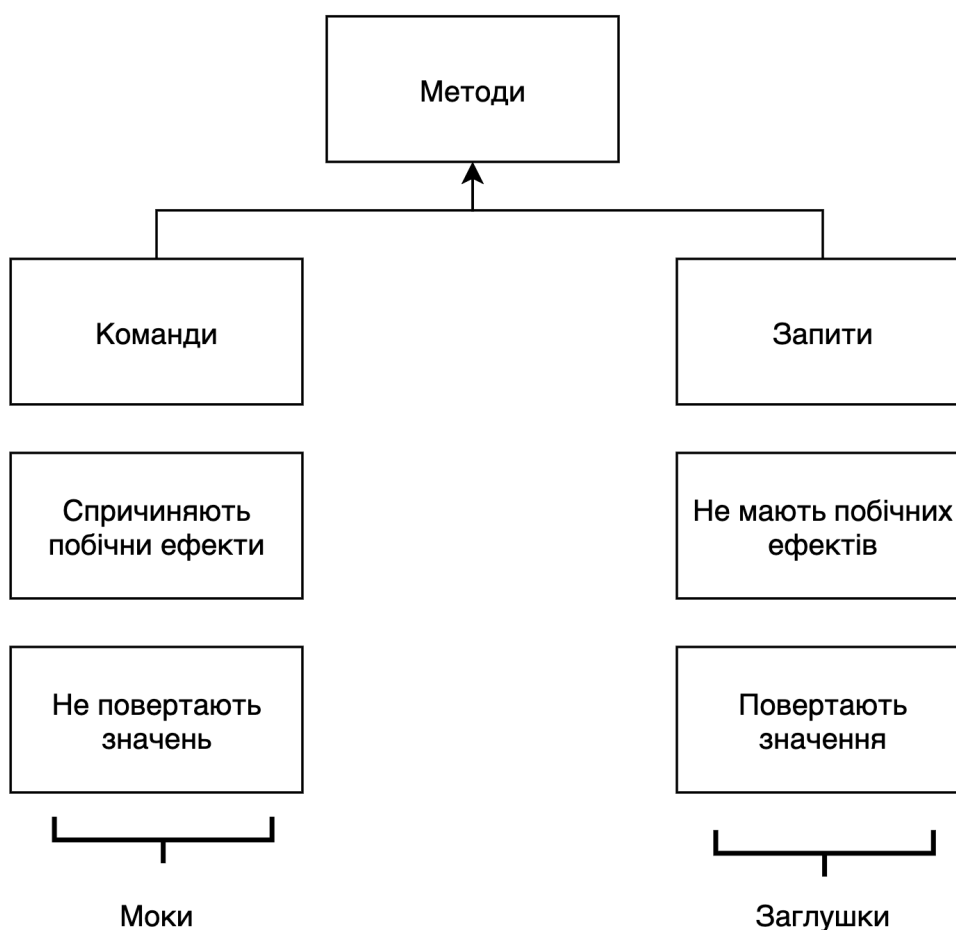 Методи
Команди
Запити
Спричиняють
побічни ефекти
Не мають побічних
ефектів
Не повертають
значень
Повертають
значення
Моки
Заглушки